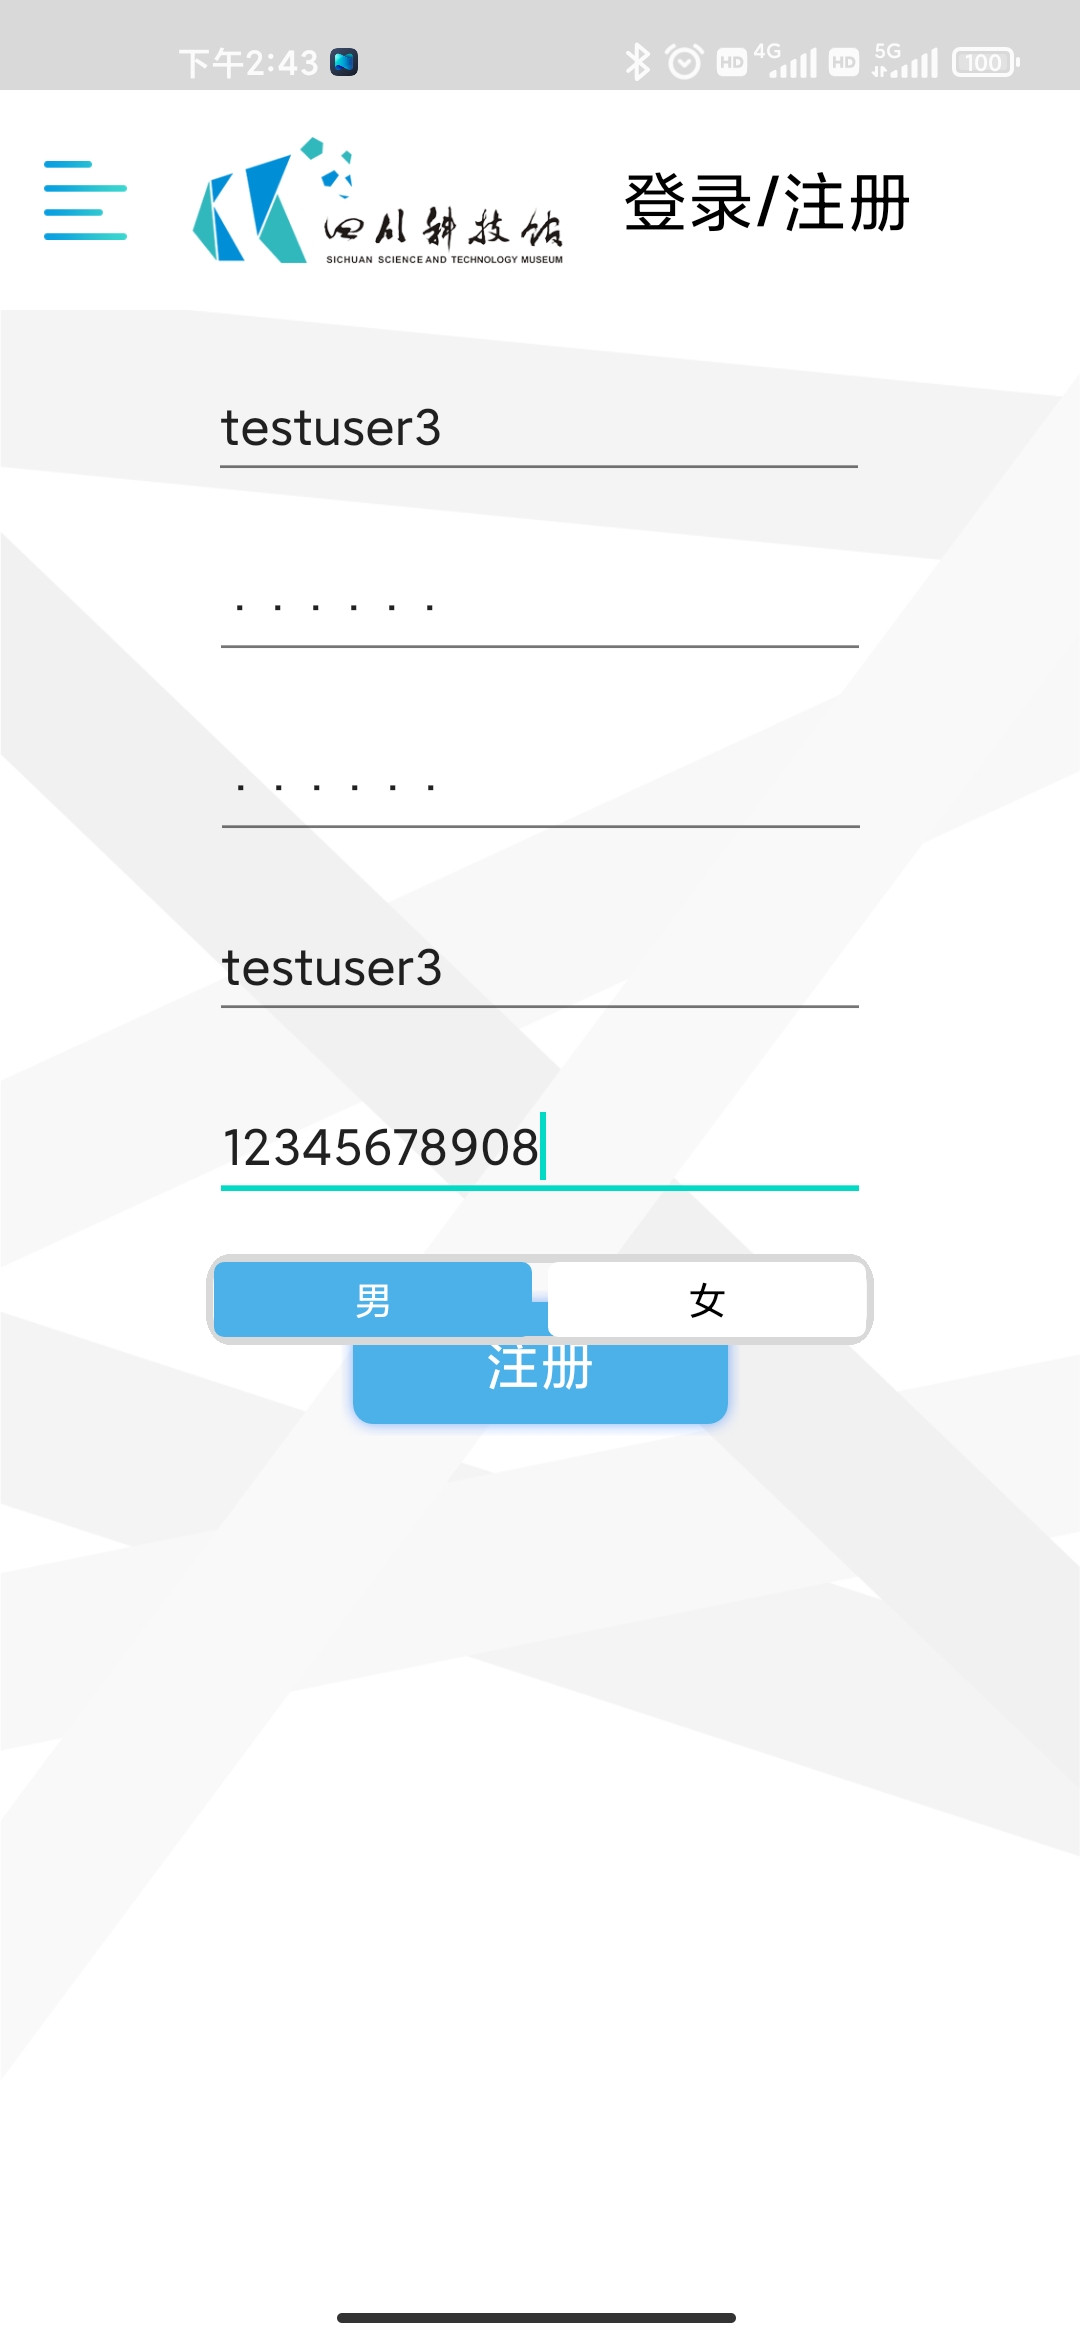 下午2:43
4G
5G
HD
HD
100
四川科技馆
SICHUAN SCIENCE AND TECHNOLOGY MUSEUM
登录/注册
testuser3
······
······
testuser3
12345678908
男 女
注册